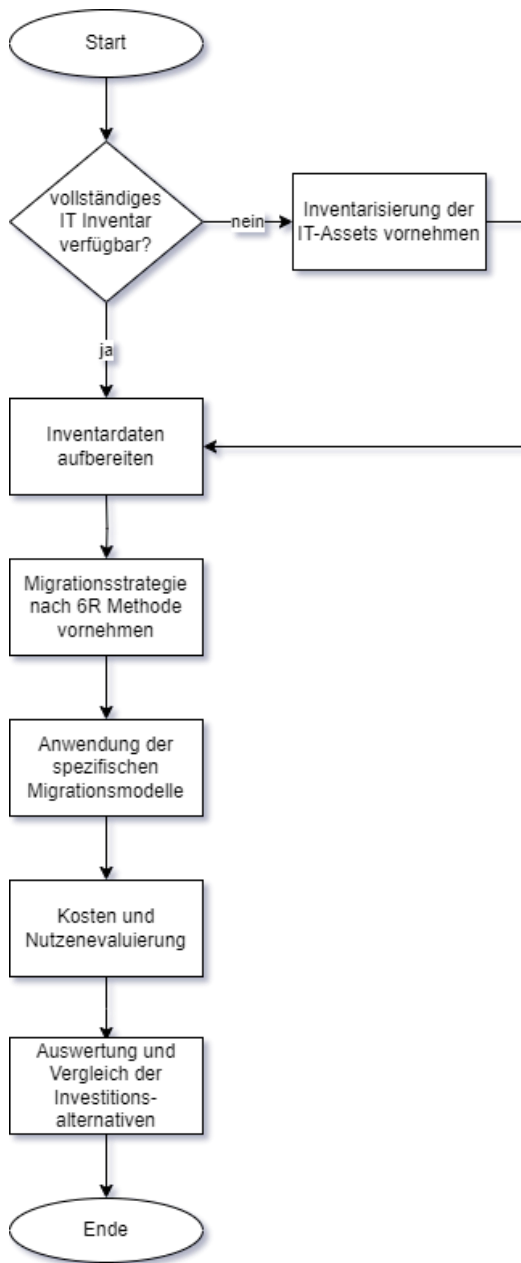 Start
vollständiges
IT Inventar
verfügbar?
nein
Inventarisierung der
IT-Assets vornehmen
ja
Inventardaten
aufbereiten
Migrationsstrategie
nach 6R Methode
vornehmen
Anwendung der
spezifischen
Migrationsmodelle
Kosten und
Nutzenevaluierung
Auswertung und
Vergleich der
Investitions-
alternativen
Ende